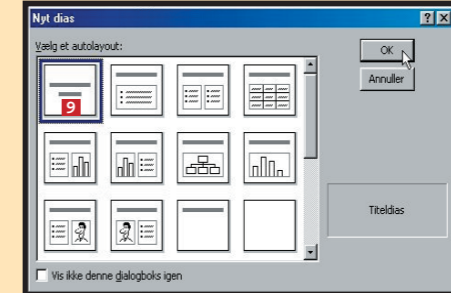 Nyt dias
Vælg et autolayout:
OK
Annuller
9
Titeldias
Vis ikke denne dialogboks igen